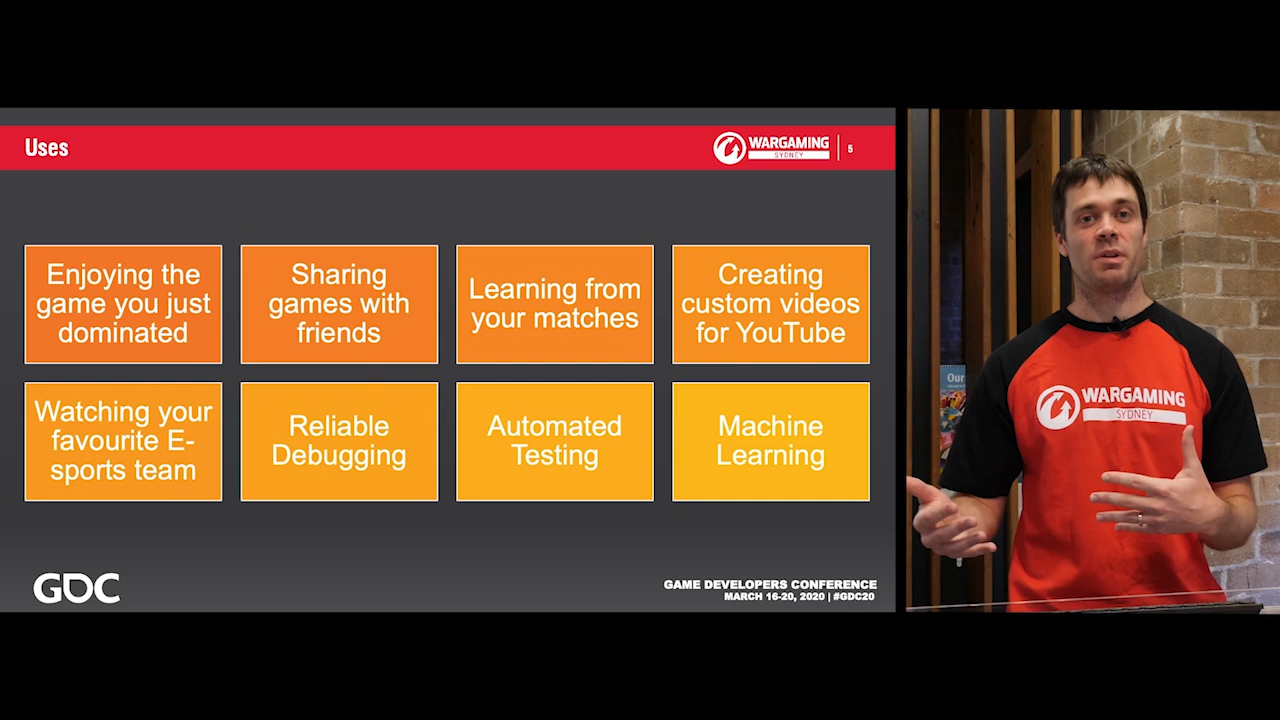 Uses
WARGAMING
SYDNEY
5
Enjoying the
game you just
dominated
Sharing
games with
friends
Learning from
your matches
Creating
custom videos
for YouTube
Watching your
favourite E-
sports team
Reliable
Debugging
Automated
Testing
Machine
Learning
GDC
GAME DEVELOPERS CONFERENCE
MARCH 16-20, 2020 | #GDC20
Our
WARGAMING
SYDNEY